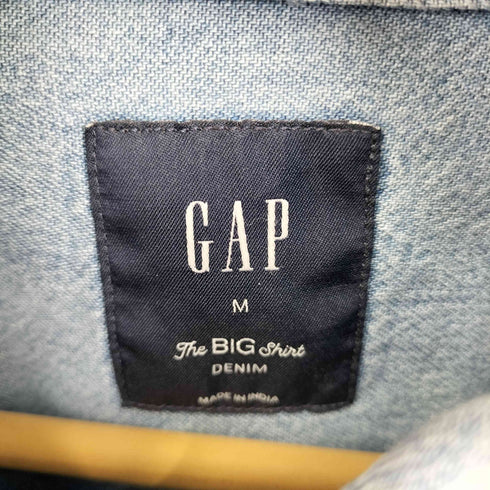 GAP
M
The BIG Shirt
DENIM
MADE IN INDIA